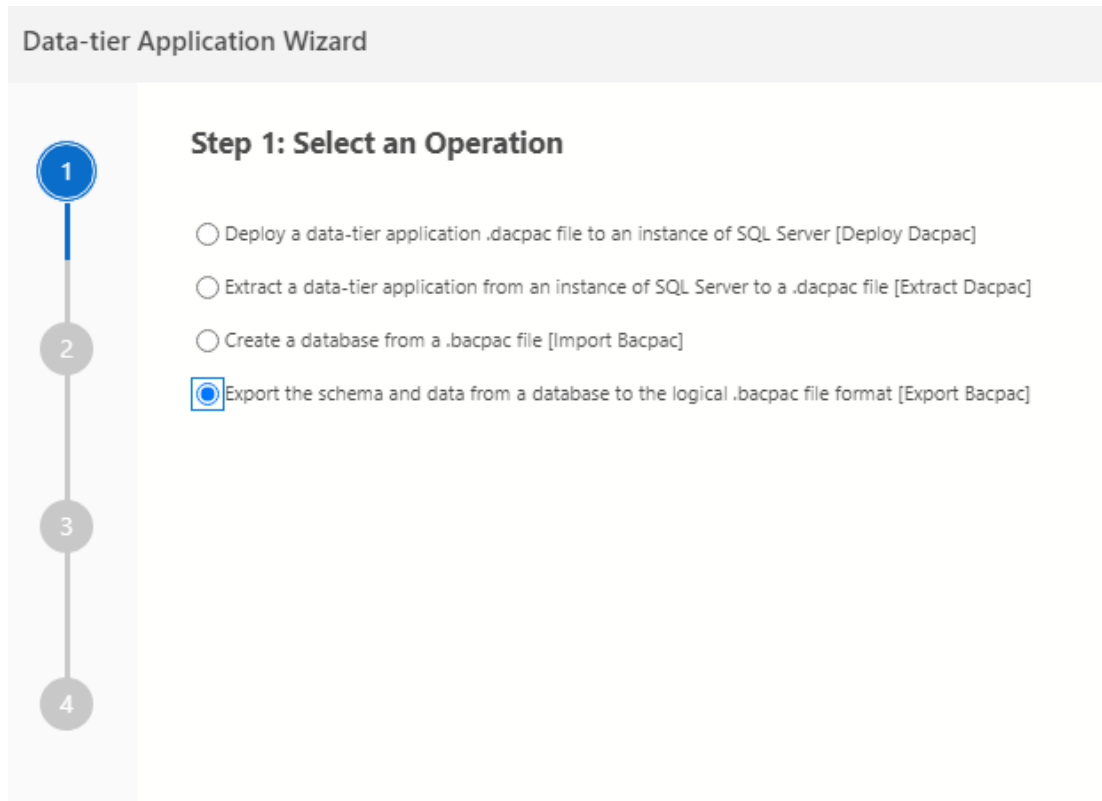 Data-tier Application Wizard
Step 1: Select an Operation
1
Deploy a data-tier application .dacpac file to an instance of SQL Server [Deploy Dacpac]
Extract a data-tier application from an instance of SQL Server to a .dacpac file [Extract Dacpac]
2
Create a database from a .bacpac file [Import Bacpac]
Export the schema and data from a database to the logical .bacpac file format [Export Bacpac]
3
4